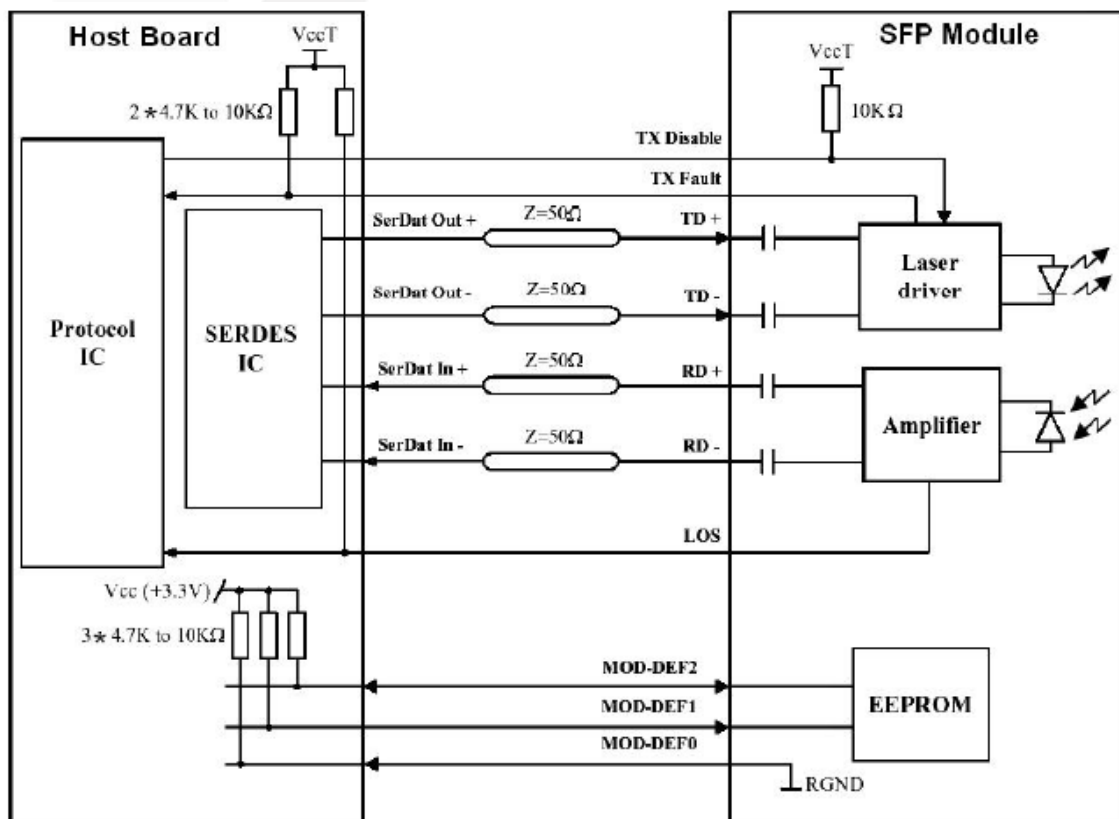 Host Board
SFP Module
VccT
VccT
2*4.7K to 10KΩ
10KΩ
TX Disable
TX Fault
SerDat Out +
Z=50Ω
TD +
Laser
driver
SerDat Out -
Z=50Ω
TD -
Protocol
IC
SERDES
IC
SerDat In +
Z=50Ω
RD +
Amplifier
SerDat In -
Z=50Ω
RD -
LOS
Vcc (+3.3V)
3*4.7K to 10KΩ
MOD-DEF2
EEPROM
MOD-DEF1
MOD-DEF0
RGND